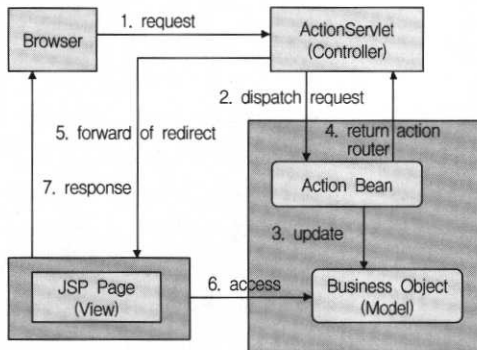 1. request
Browser
ActionServlet
(Controller)
2. dispatch request
5. forward of redirect
4. return action
router
7. response
Action Bean
3. update
6. access
JSP Page
(View)
Business Object
(Model)